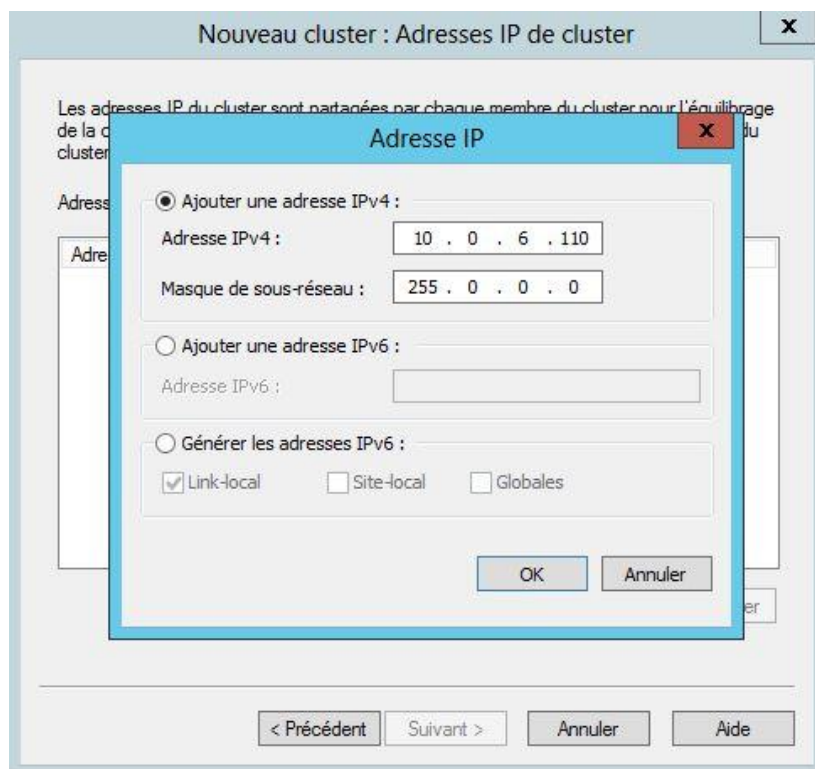 Nouveau cluster : Adresses IP de cluster
x
Les adresses IP du cluster sont partagées par chaque membre du cluster pour l'équilibrage
de la
du
cluster
Adresse IP
x
Ajouter une adresse IPv4 :
Adresse IPv4 :
10 . 0 . 6 . 110
Masque de sous-réseau :
255 . 0 . 0 . 0
Ajouter une adresse IPv6 :
Adresse IPv6 :
Générer les adresses IPv6 :
Link-local
Site-local
Globales
OK
Annuler
< Précédent
Suivant >
Annuler
Aide